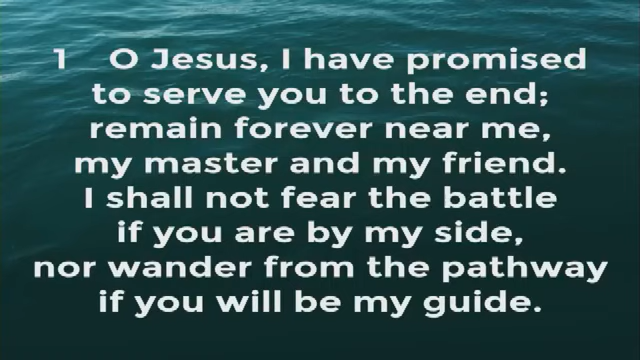 1 O Jesus, I have promised
to serve you to the end;
remain forever near me,
my master and my friend.
I shall not fear the battle
if you are by my side,
nor wander from the pathway
if you will be my guide.